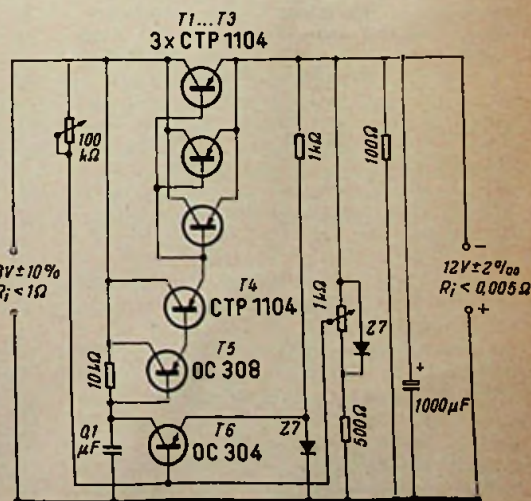 T1...T3
3x CTP 1104
100 kΩ
1kΩ
100Ω
8V±10%
Ri < 1Ω
T4
CTP 1104
1kΩ
−
12V ± 2‰
Ri < 0,005Ω
+
Z7
T5
OC 308
10kΩ
+
1000µF
500Ω
0,1 µF
T6
OC 304
Z7